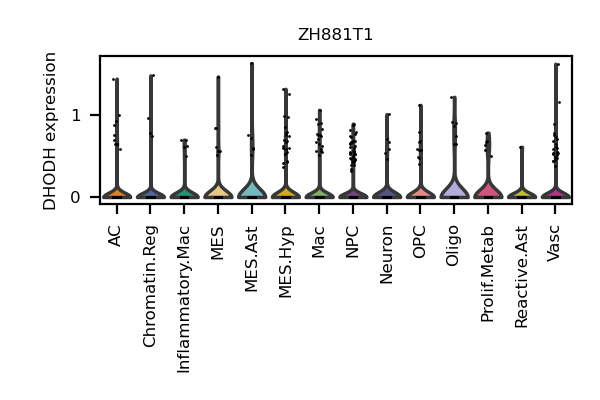 ZH881T1
DHODH expression
1
0
AC
Chromatin.Reg
Inflammatory.Mac
MES
MES.Ast
MES.Hyp
Mac
NPC
Neuron
OPC
Oligo
Prolif.Metab
Reactive.Ast
Vasc